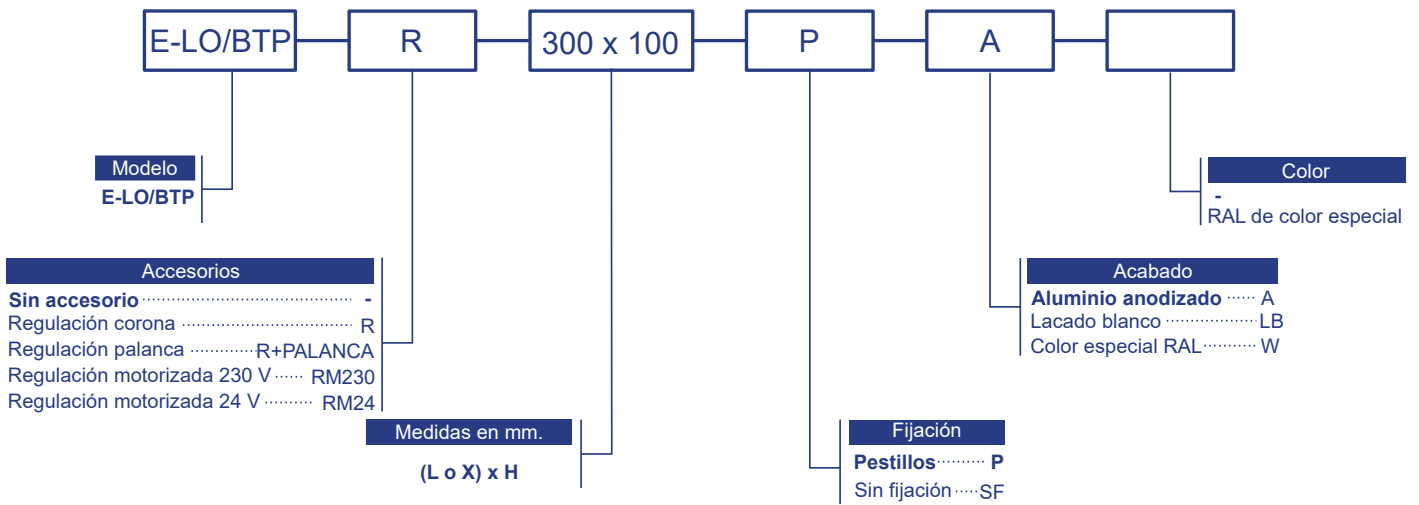 E-LO/BTP R 300 x 100 P A
Modelo
E-LO/BTP
Color
-
RAL de color especial
Accesorios
Sin accesorio -
Regulación corona R
Regulación palanca R+PALANCA
Regulación motorizada 230 V RM230
Regulación motorizada 24 V RM24
Acabado
Aluminio anodizado A
Lacado blanco LB
Color especial RAL W
Medidas en mm.
(L o X) x H
Fijación
Pestillos P
Sin fijación SF